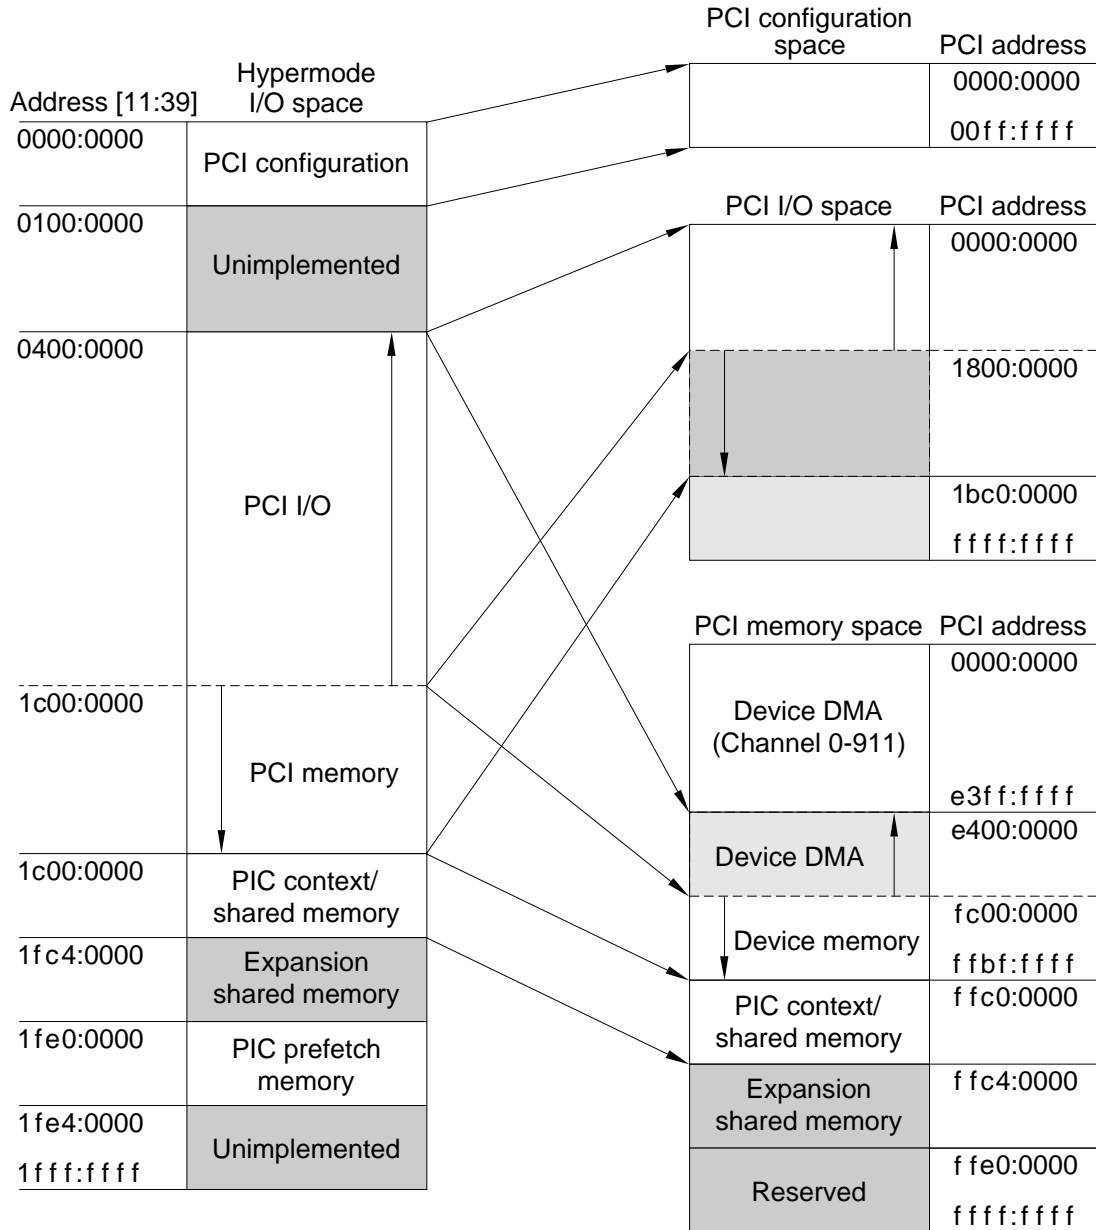 Address [11:39]
Hypermode
I/O space
0000:0000
PCI configuration
0100:0000
Unimplemented
0400:0000
PCI I/O
1c00:0000
PCI memory
1c00:0000
PIC context/
shared memory
1fc4:0000
Expansion
shared memory
1fe0:0000
PIC prefetch
memory
1fe4:0000
Unimplemented
1fff:ffff
PCI configuration
space
PCI address
0000:0000
00ff:ffff
PCI I/O space
PCI address
0000:0000
1800:0000
1bc0:0000
ffff:ffff
PCI memory space
PCI address
0000:0000
Device DMA
(Channel 0-911)
e3ff:ffff
e400:0000
Device DMA
fc00:0000
Device memory
ffbf:ffff
ffc0:0000
PIC context/
shared memory
ffc4:0000
Expansion
shared memory
ffe0:0000
Reserved
ffff:ffff